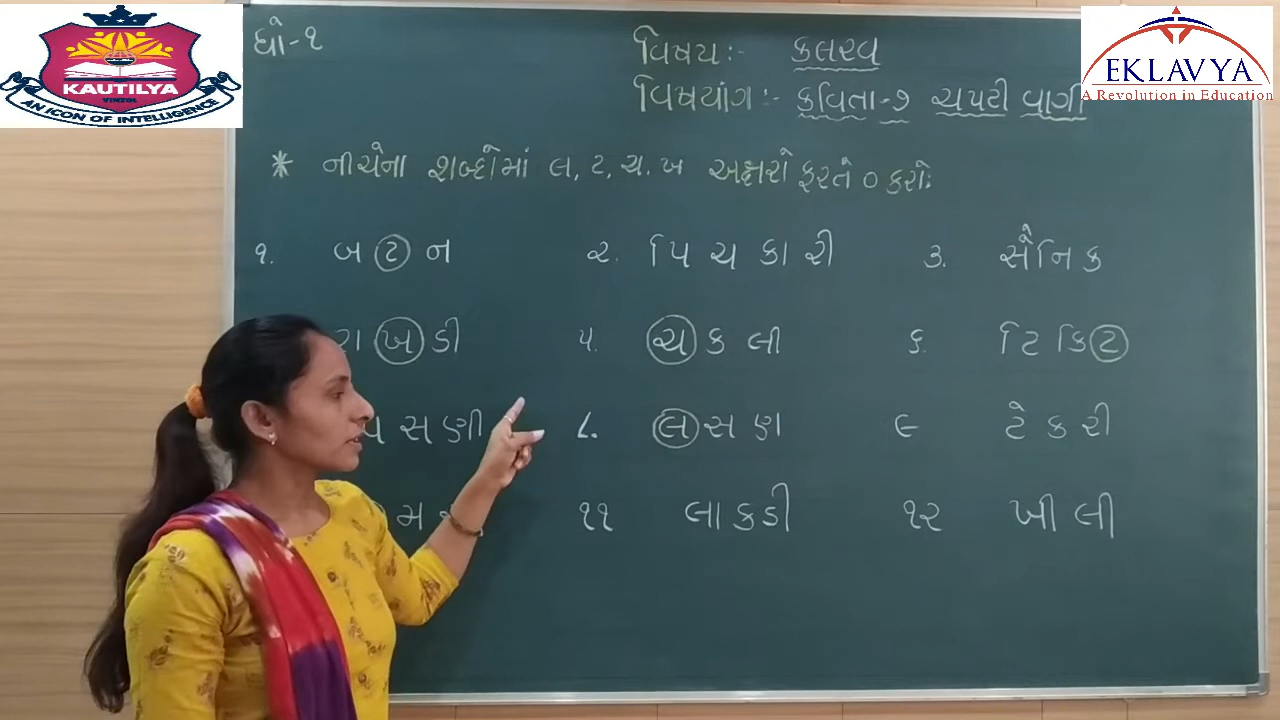 KAUTILYA
VINZOL
AN ICON OF INTELLIGENCE
EKLAVYA
A Revolution in Education
ધો-૧
વિષય:- કલરવ
વિષયાંગ:- કવિતા-૭ ચપટી વાગી
* નીચેના શબ્દોમાં લ, ટ, ચ. ખ અક્ષરો ફરતે ૦ કરો:
૧. બ ટ ન ૨. પિ ચ કા રી ૩. સૈ નિ ક
ખ ડી ૫. ચ ક લી ૬. ટિ કિ ટ
સ ણી ૮. લ સ ણ ૯ ટે ક રી
મ ૧૧ લા ક ડી ૧૨ ખી લી